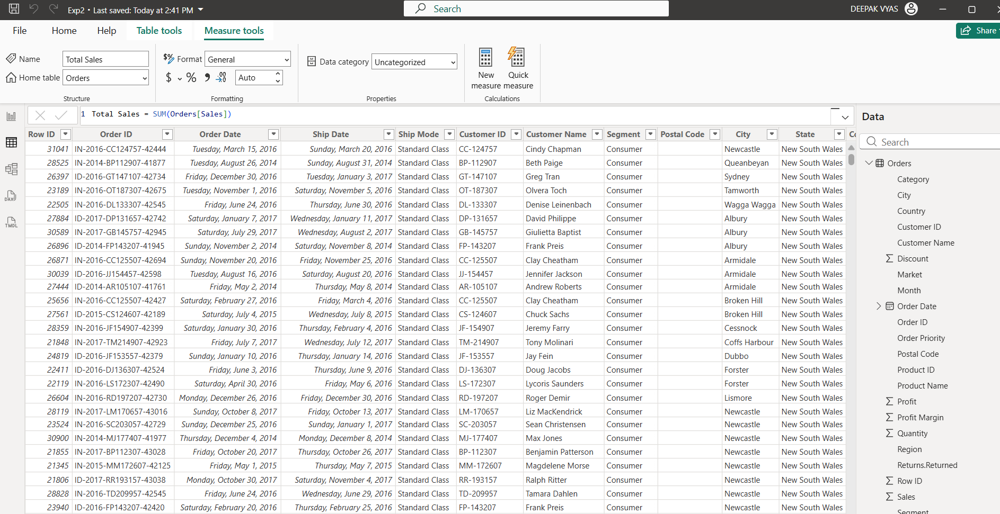 Exp2 • Last saved: Today at 2:41 PM
Search
DEEPAK VYAS
File Home Help Table tools Measure tools
Share
Name Total Sales
Home table Orders
Structure
Format General
$ % , .00 .0 Auto
Formatting
Data category Uncategorized
Properties
New measure
Quick measure
Calculations
1 Total Sales = SUM(Orders[Sales])
Row ID Order ID Order Date Ship Date Ship Mode Customer ID Customer Name Segment Postal Code City State Co
31041 IN-2016-CC124757-42444 Tuesday, March 15, 2016 Sunday, March 20, 2016 Standard Class CC-124757 Cindy Chapman Consumer Newcastle New South Wales
28525 IN-2014-BP112907-41877 Tuesday, August 26, 2014 Sunday, August 31, 2014 Standard Class BP-112907 Beth Paige Consumer Queanbeyan New South Wales
26397 ID-2016-GT147107-42734 Friday, December 30, 2016 Tuesday, January 3, 2017 Standard Class GT-147107 Greg Tran Consumer Sydney New South Wales
23189 IN-2016-OT187307-42675 Tuesday, November 1, 2016 Saturday, November 5, 2016 Standard Class OT-187307 Olvera Toch Consumer Tamworth New South Wales
22505 IN-2016-DL133307-42545 Friday, June 24, 2016 Thursday, June 30, 2016 Standard Class DL-133307 Denise Leinenbach Consumer Wagga Wagga New South Wales
27884 ID-2017-DP131657-42742 Saturday, January 7, 2017 Wednesday, January 11, 2017 Standard Class DP-131657 David Philippe Consumer Albury New South Wales
30589 IN-2017-GB145757-42945 Saturday, July 29, 2017 Wednesday, August 2, 2017 Standard Class GB-145757 Giulietta Baptist Consumer Albury New South Wales
26896 ID-2014-FP143207-41945 Sunday, November 2, 2014 Saturday, November 8, 2014 Standard Class FP-143207 Frank Preis Consumer Albury New South Wales
26871 IN-2016-CC125507-42694 Sunday, November 20, 2016 Friday, November 25, 2016 Standard Class CC-125507 Clay Cheatham Consumer Armidale New South Wales
30039 ID-2016-JJ154457-42598 Tuesday, August 16, 2016 Saturday, August 20, 2016 Standard Class JJ-154457 Jennifer Jackson Consumer Armidale New South Wales
27444 ID-2014-AR105107-41761 Friday, May 2, 2014 Thursday, May 8, 2014 Standard Class AR-105107 Andrew Roberts Consumer Armidale New South Wales
25656 IN-2016-CC125507-42427 Saturday, February 27, 2016 Friday, March 4, 2016 Standard Class CC-125507 Clay Cheatham Consumer Broken Hill New South Wales
27561 ID-2015-CS124607-42189 Saturday, July 4, 2015 Wednesday, July 8, 2015 Standard Class CS-124607 Chuck Sachs Consumer Broken Hill New South Wales
28359 IN-2016-JF154907-42399 Saturday, January 30, 2016 Thursday, February 4, 2016 Standard Class JF-154907 Jeremy Farry Consumer Cessnock New South Wales
21848 IN-2017-TM214907-42923 Friday, July 7, 2017 Wednesday, July 12, 2017 Standard Class TM-214907 Tony Molinari Consumer Coffs Harbour New South Wales
24819 ID-2016-JF153557-42379 Sunday, January 10, 2016 Thursday, January 14, 2016 Standard Class JF-153557 Jay Fein Consumer Dubbo New South Wales
22411 ID-2016-DJ136307-42524 Friday, June 3, 2016 Thursday, June 9, 2016 Standard Class DJ-136307 Doug Jacobs Consumer Forster New South Wales
22119 IN-2016-LS172307-42490 Saturday, April 30, 2016 Friday, May 6, 2016 Standard Class LS-172307 Lycoris Saunders Consumer Forster New South Wales
26604 IN-2016-RD197207-42730 Monday, December 26, 2016 Friday, December 30, 2016 Standard Class RD-197207 Roger Demir Consumer Lismore New South Wales
28119 IN-2017-LM170657-43016 Sunday, October 8, 2017 Friday, October 13, 2017 Standard Class LM-170657 Liz MacKendrick Consumer Newcastle New South Wales
23524 IN-2016-SC203057-42729 Sunday, December 25, 2016 Sunday, January 1, 2017 Standard Class SC-203057 Sean Christensen Consumer Newcastle New South Wales
30900 IN-2014-MJ177407-41977 Thursday, December 4, 2014 Monday, December 8, 2014 Standard Class MJ-177407 Max Jones Consumer Newcastle New South Wales
21855 IN-2017-BP112307-43028 Friday, October 20, 2017 Thursday, October 26, 2017 Standard Class BP-112307 Benjamin Patterson Consumer Newcastle New South Wales
21345 IN-2015-MM172607-42125 Friday, May 1, 2015 Thursday, May 7, 2015 Standard Class MM-172607 Magdelene Morse Consumer Newcastle New South Wales
21806 ID-2017-RR193157-43038 Monday, October 30, 2017 Saturday, November 4, 2017 Standard Class RR-193157 Ralph Ritter Consumer Newcastle New South Wales
28828 IN-2016-TD209957-42545 Friday, June 24, 2016 Wednesday, June 29, 2016 Standard Class TD-209957 Tamara Dahlen Consumer Newcastle New South Wales
23940 ID-2016-FP143207-42420 Saturday, February 20, 2016 Thursday, February 25, 2016 Standard Class FP-143207 Frank Preis Consumer Newcastle New South Wales
DAX
TMDL
Data
Search
Orders
Category
City
Country
Customer ID
Customer Name
Discount
Market
Month
Order Date
Order ID
Order Priority
Postal Code
Product ID
Product Name
Profit
Profit Margin
Quantity
Region
Returns.Returned
Row ID
Sales
Segment